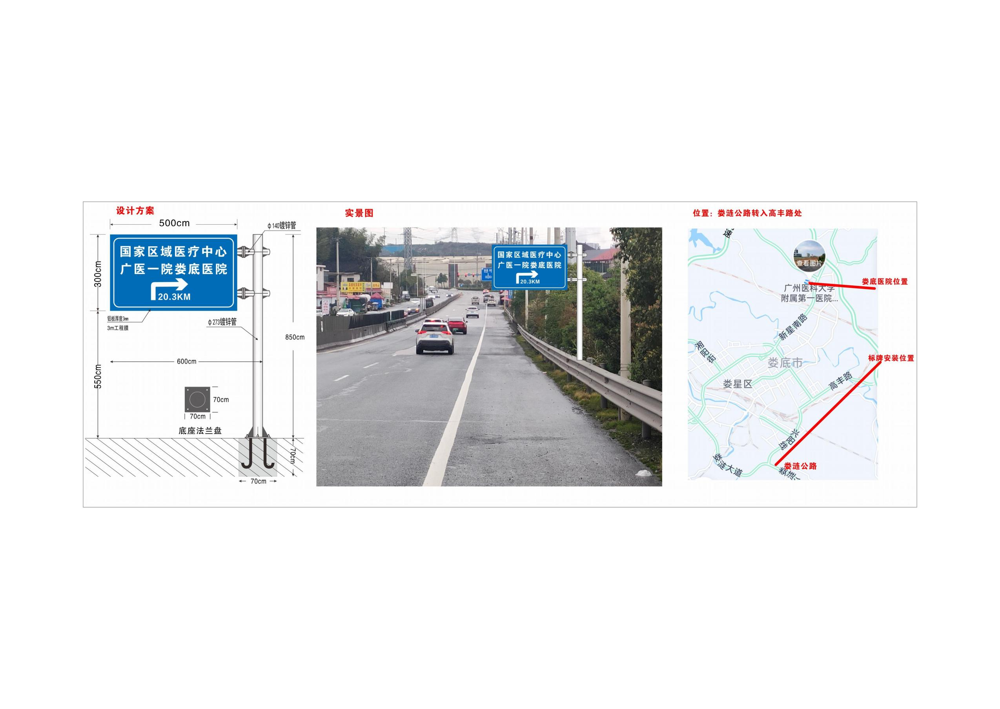 设计方案
500cm
φ140镀锌管
国家区域医疗中心
广医一院娄底医院
20.3KM
300cm
铝板厚度3mm
3m工程膜
φ273镀锌管
850cm
600cm
550cm
70cm
70cm
底座法兰盘
70cm
70cm
实景图
国家区域医疗中心
广医一院娄底医院
20.3KM
位置：娄涟公路转入高丰路处
速
查看图片
娄底医院位置
广州医科大学
附属第一医院...
新星南路
湘阳街
娄底市
标牌安装位置
娄星区
高丰路
兴阳线
娄涟大道
娄涟公路
娄涟